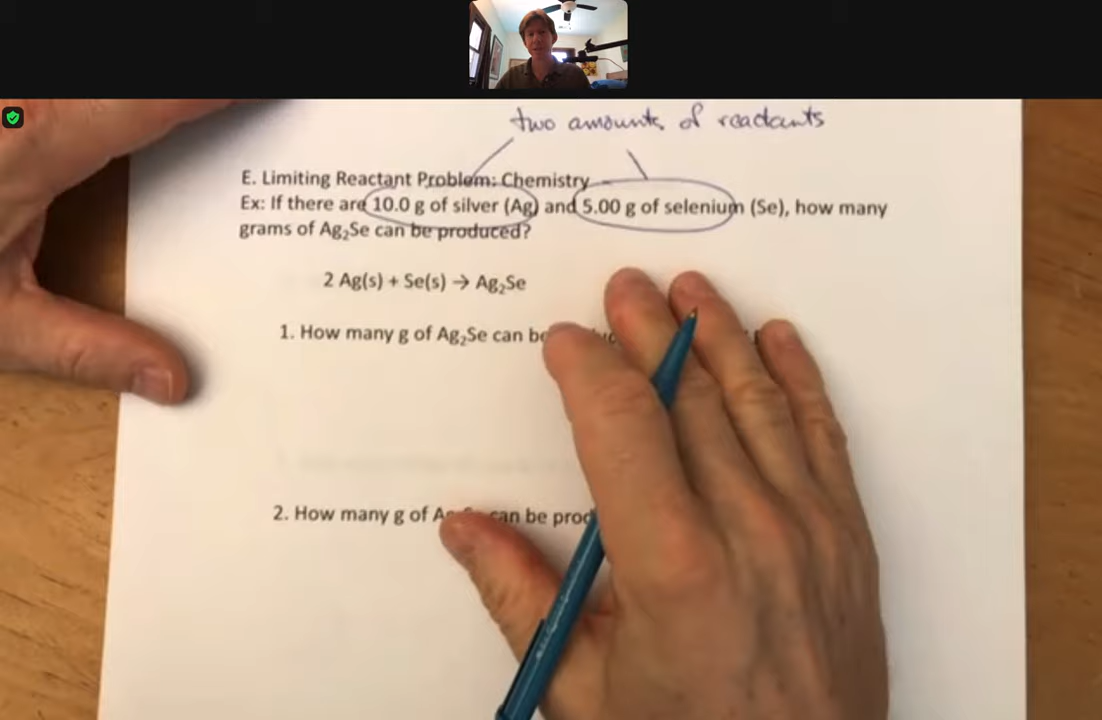 two amounts of reactants
E. Limiting Reactant Problem: Chemistry
Ex: If there are 10.0 g of silver (Ag) and 5.00 g of selenium (Se), how many
grams of Ag₂Se can be produced?
2 Ag(s) + Se(s) → Ag₂Se
1. How many g of Ag₂Se can be
2. How many g of can be